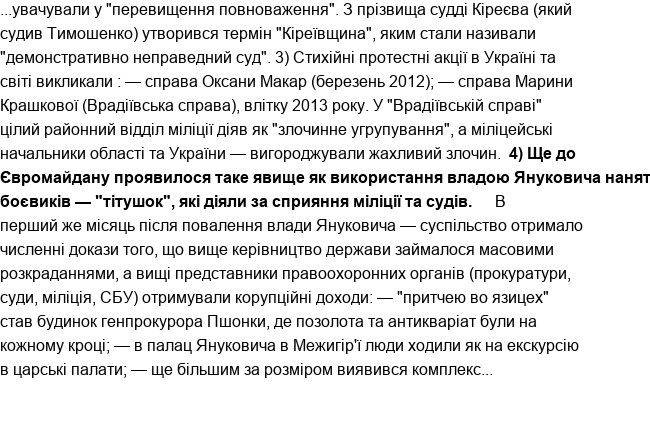 ...увачували у "перевищення повноваження". З прізвища судді Кіреєва (який
судив Тимошенко) утворився термін "Кіреївщина", яким стали називали
"демонстративно неправедний суд". 3) Стихійні протестні акції в Україні та
світі викликали : — справа Оксани Макар (березень 2012); — справа Марини
Крашкової (Врадіївська справа), влітку 2013 року. У "Врадіївській справі"
цілий районний відділ міліції діяв як "злочинне угрупування", а міліцейські
начальники області та України — вигороджували жахливий злочин. 4) Ще до
Євромайдану проявилося таке явище як використання владою Януковича нанят
боєвиків — "тітушок", які діяли за сприяння міліції та судів. В
перший же місяць після повалення влади Януковича — суспільство отримало
численні докази того, що вище керівництво держави займалося масовими
розкраданнями, а вищі представники правоохоронних органів (прокуратури,
суди, міліція, СБУ) отримували корупційні доходи: — "притчею во язицех"
став будинок генпрокурора Пшонки, де позолота та антикваріат були на
кожному кроці; — в палац Януковича в Межигір'ї люди ходили як на екскурсію
в царські палати; — ще більшим за розміром виявився комплекс...